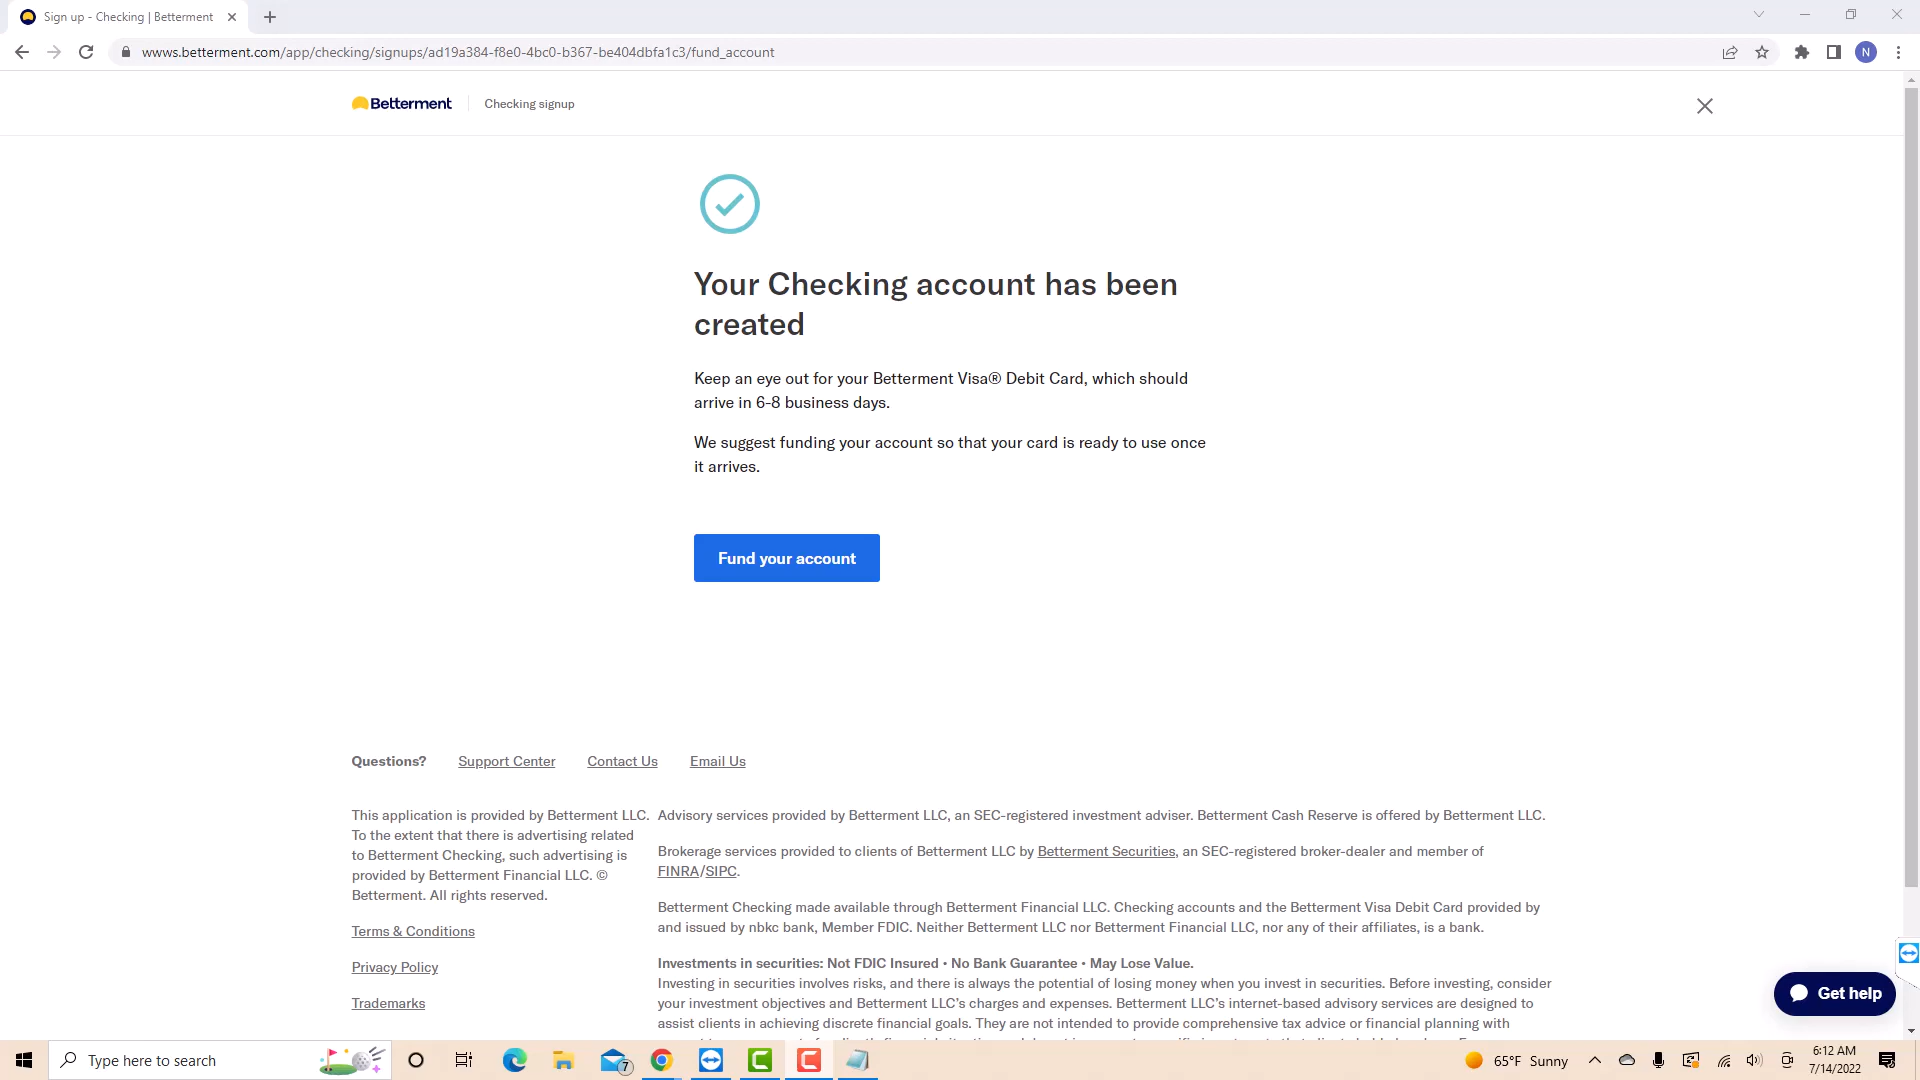 Sign up - Checking | Betterment
wwws.betterment.com/app/checking/signups/ad19a384-f8e0-4bc0-b367-be404dbfa1c3/fund_account
N
Betterment
Checking signup
Your Checking account has been
created
Keep an eye out for your Betterment Visa® Debit Card, which should
arrive in 6-8 business days.
We suggest funding your account so that your card is ready to use once
it arrives.
Fund your account
Questions?
Support Center
Contact Us
Email Us
This application is provided by Betterment LLC.
To the extent that there is advertising related
to Betterment Checking, such advertising is
provided by Betterment Financial LLC. ©
Betterment. All rights reserved.
Terms & Conditions
Privacy Policy
Trademarks
Advisory services provided by Betterment LLC, an SEC-registered investment adviser. Betterment Cash Reserve is offered by Betterment LLC.
Brokerage services provided to clients of Betterment LLC by Betterment Securities, an SEC-registered broker-dealer and member of
FINRA/SIPC.
Betterment Checking made available through Betterment Financial LLC. Checking accounts and the Betterment Visa Debit Card provided by
and issued by nbkc bank, Member FDIC. Neither Betterment LLC nor Betterment Financial LLC, nor any of their affiliates, is a bank.
Investments in securities: Not FDIC Insured • No Bank Guarantee • May Lose Value.
Investing in securities involves risks, and there is always the potential of losing money when you invest in securities. Before investing, consider
your investment objectives and Betterment LLC's charges and expenses. Betterment LLC's internet-based advisory services are designed to
assist clients in achieving discrete financial goals. They are not intended to provide comprehensive tax advice or financial planning with
Get help
Type here to search
7
65°F Sunny
6:12 AM
7/14/2022